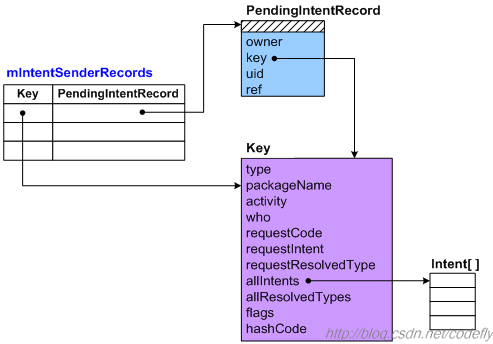 PendingIntentRecord
owner
key
uid
ref
mIntentSenderRecords
Key PendingIntentRecord
Key
type
packageName
activity
who
requestCode
requestIntent
requestResolvedType
allIntents
allResolvedTypes
flags
hashCode
Intent[ ]
http://blog.csdn.net/codefly